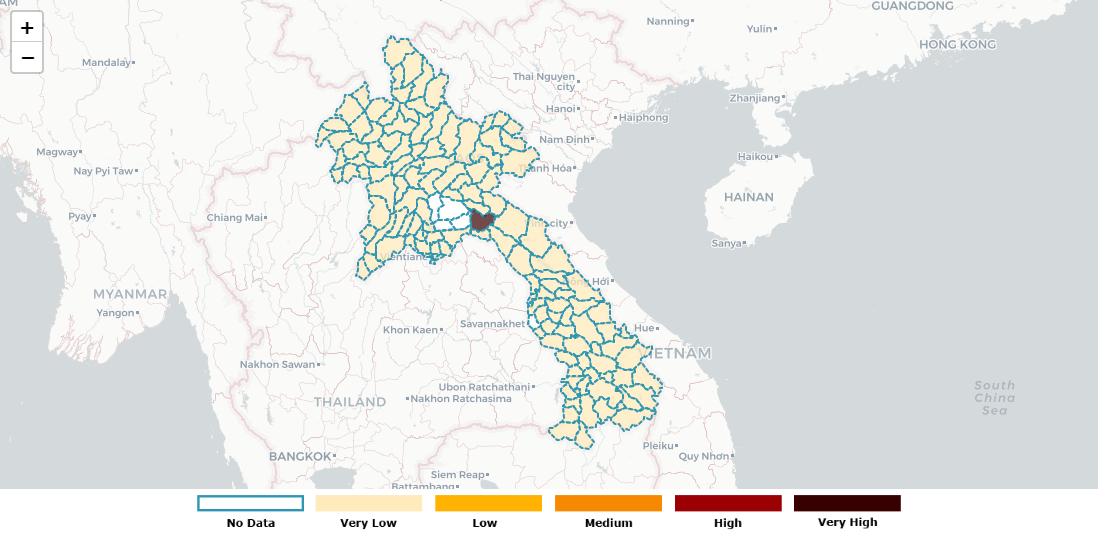 +
−
GUANGDONG
Nanning
Yulin
HONG KONG
Mandalay
Thai Nguyen
city
Zhanjiang
Hanoi
Haiphong
Nam Định
Magway
Haikou
Nay Pyi Taw
Thanh Hóa
HAINAN
Pyay
Chiang Mai
city
Sanya
Vientiane
MYANMAR
Hới
Yangon
Khon Kaen
Savannakhet
Hue
VIETNAM
Nakhon Sawan
Ubon Ratchathani
South
China
Sea
THAILAND
Nakhon Ratchasima
BANGKOK
Pleiku
Quy Nhơn
Siem Reap
Battambang
No Data
Very Low
Low
Medium
High
Very High